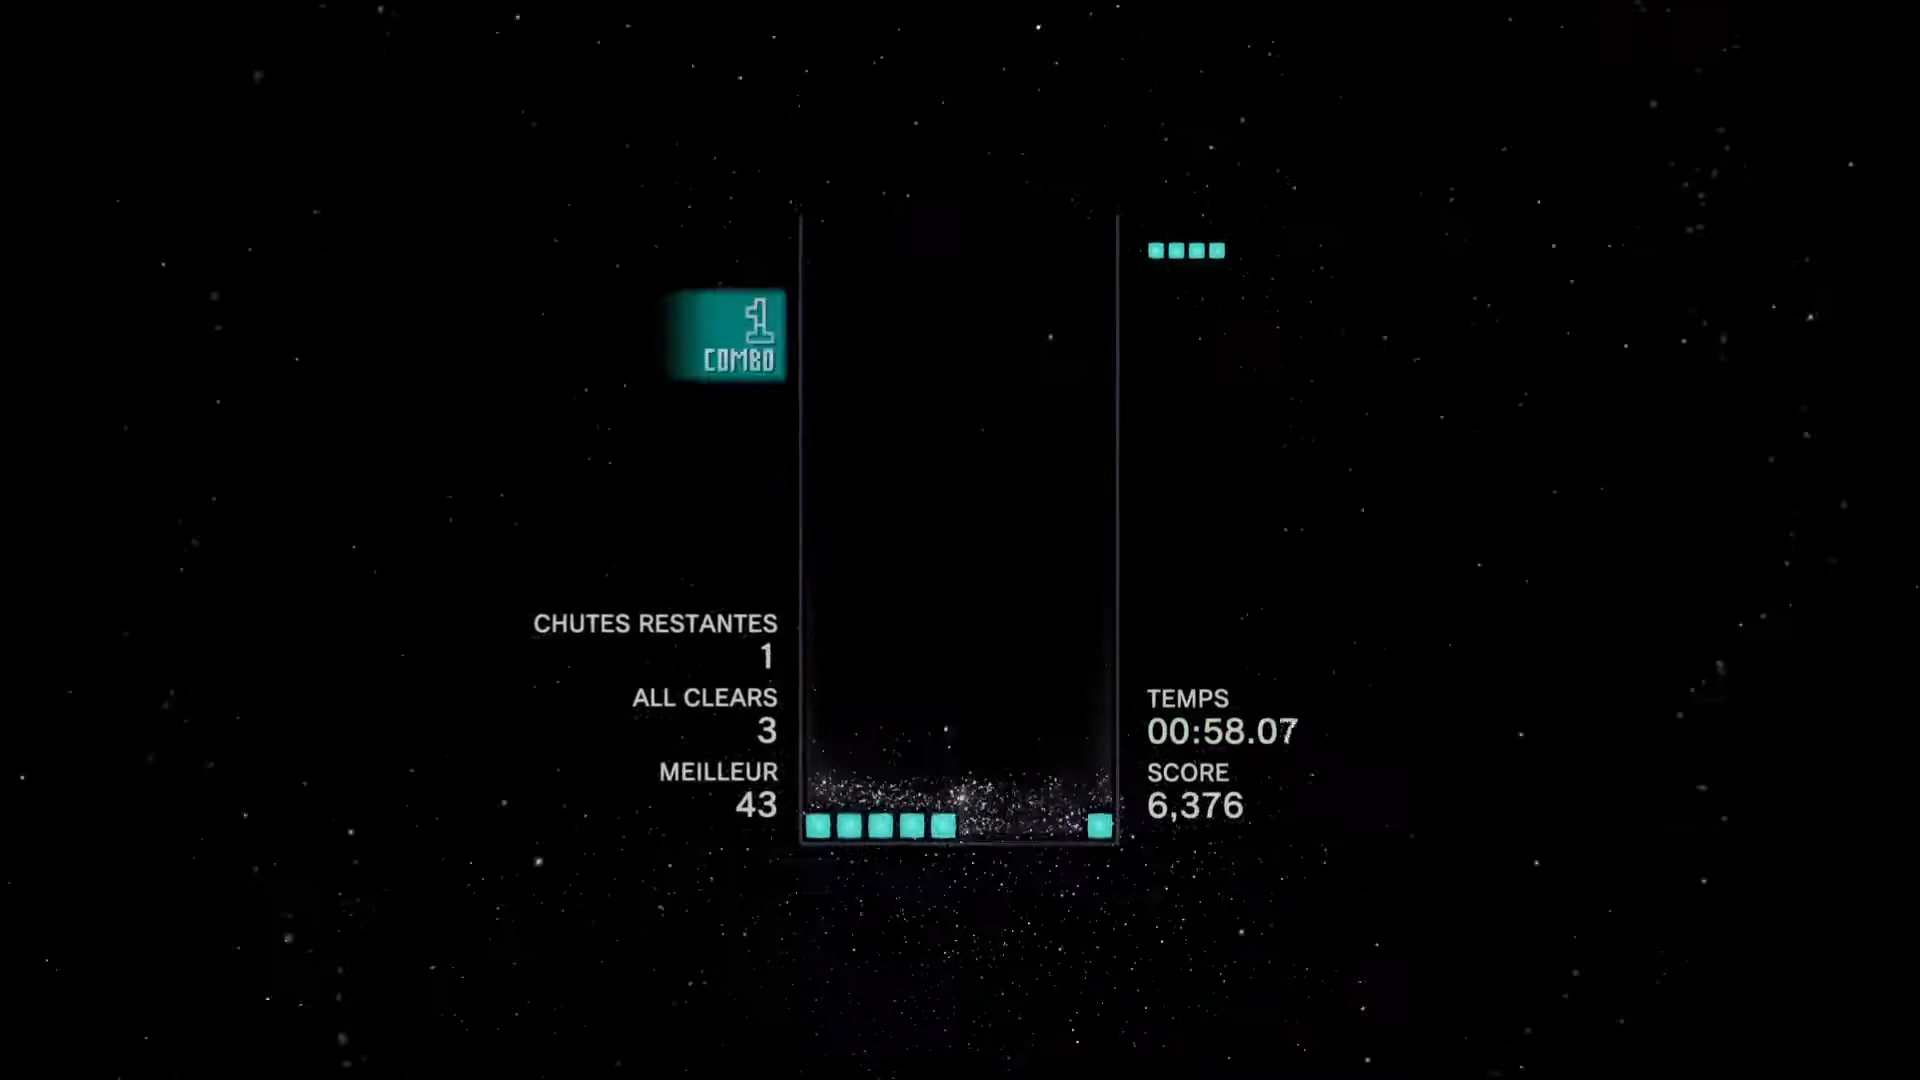 1
COMBO
CHUTES RESTANTES
1
ALL CLEARS
3
MEILLEUR
43
TEMPS
00:58.07
SCORE
6,376